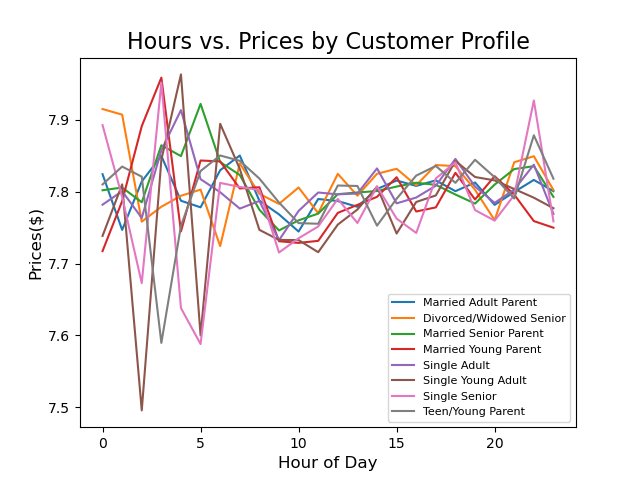 Hours vs. Prices by Customer Profile
Prices($)
7.9
7.8
7.7
7.6
7.5
Married Adult Parent
Divorced/Widowed Senior
Married Senior Parent
Married Young Parent
Single Adult
Single Young Adult
Single Senior
Teen/Young Parent
0 5 10 15 20
Hour of Day